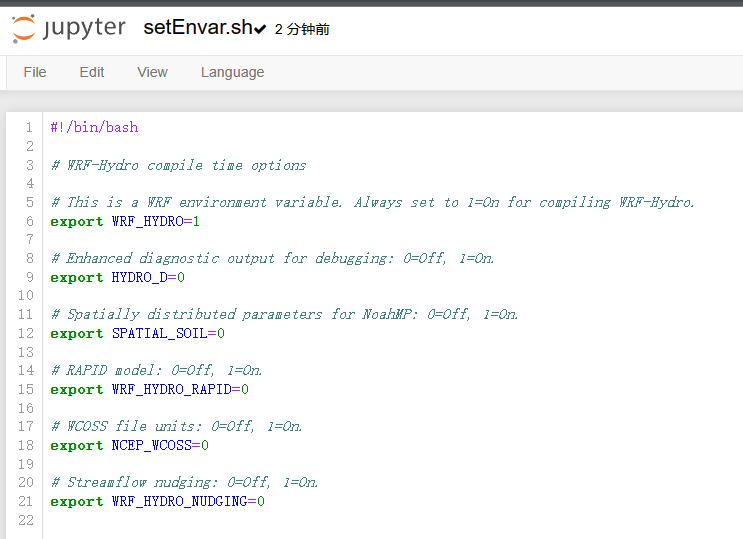 jupyter setEnvar.sh✔ 2 分钟前
File Edit View Language
1 #!/bin/bash
2
3 # WRF-Hydro compile time options
4
5 # This is a WRF environment variable. Always set to 1=On for compiling WRF-Hydro.
6 export WRF_HYDRO=1
7
8 # Enhanced diagnostic output for debugging: 0=Off, 1=On.
9 export HYDRO_D=0
10
11 # Spatially distributed parameters for NoahMP: 0=Off, 1=On.
12 export SPATIAL_SOIL=0
13
14 # RAPID model: 0=Off, 1=On.
15 export WRF_HYDRO_RAPID=0
16
17 # WCOSS file units: 0=Off, 1=On.
18 export NCEP_WCOSS=0
19
20 # Streamflow nudging: 0=Off, 1=On.
21 export WRF_HYDRO_NUDGING=0
22